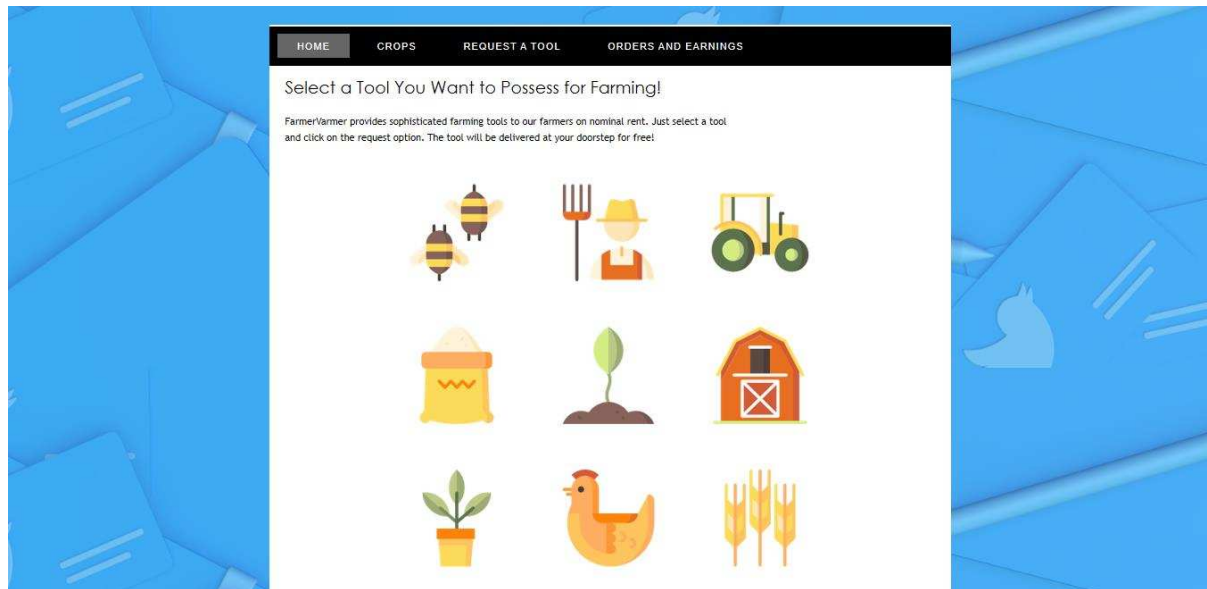 HOME CROPS REQUEST A TOOL ORDERS AND EARNINGS
Select a Tool You Want to Possess for Farming!
FarmerVarmer provides sophisticated farming tools to our farmers on nominal rent. Just select a tool
and click on the request option. The tool will be delivered at your doorstep for free!